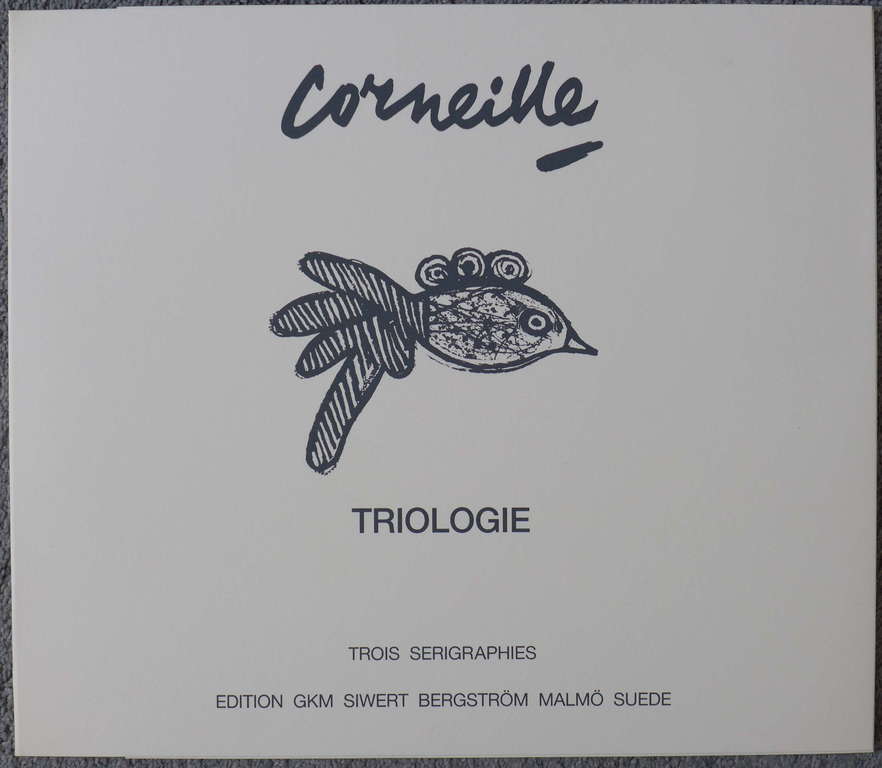 Corneille
TRIOLOGIE
TROIS SERIGRAPHIES
EDITION GKM SIWERT BERGSTRÖM MALMÖ SUEDE